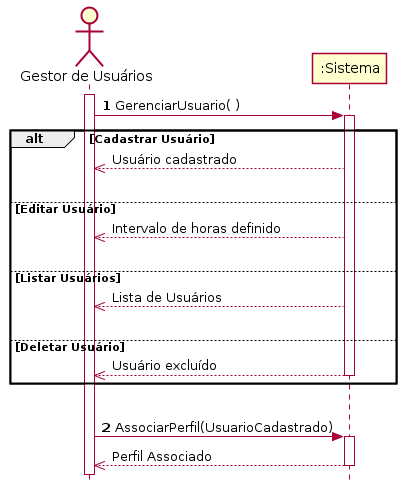 Gestor de Usuários
:Sistema
1 GerenciarUsuario( )
alt [Cadastrar Usuário]
Usuário cadastrado
[Editar Usuário]
Intervalo de horas definido
[Listar Usuários]
Lista de Usuários
[Deletar Usuário]
Usuário excluído
2 AssociarPerfil(UsuarioCadastrado)
Perfil Associado